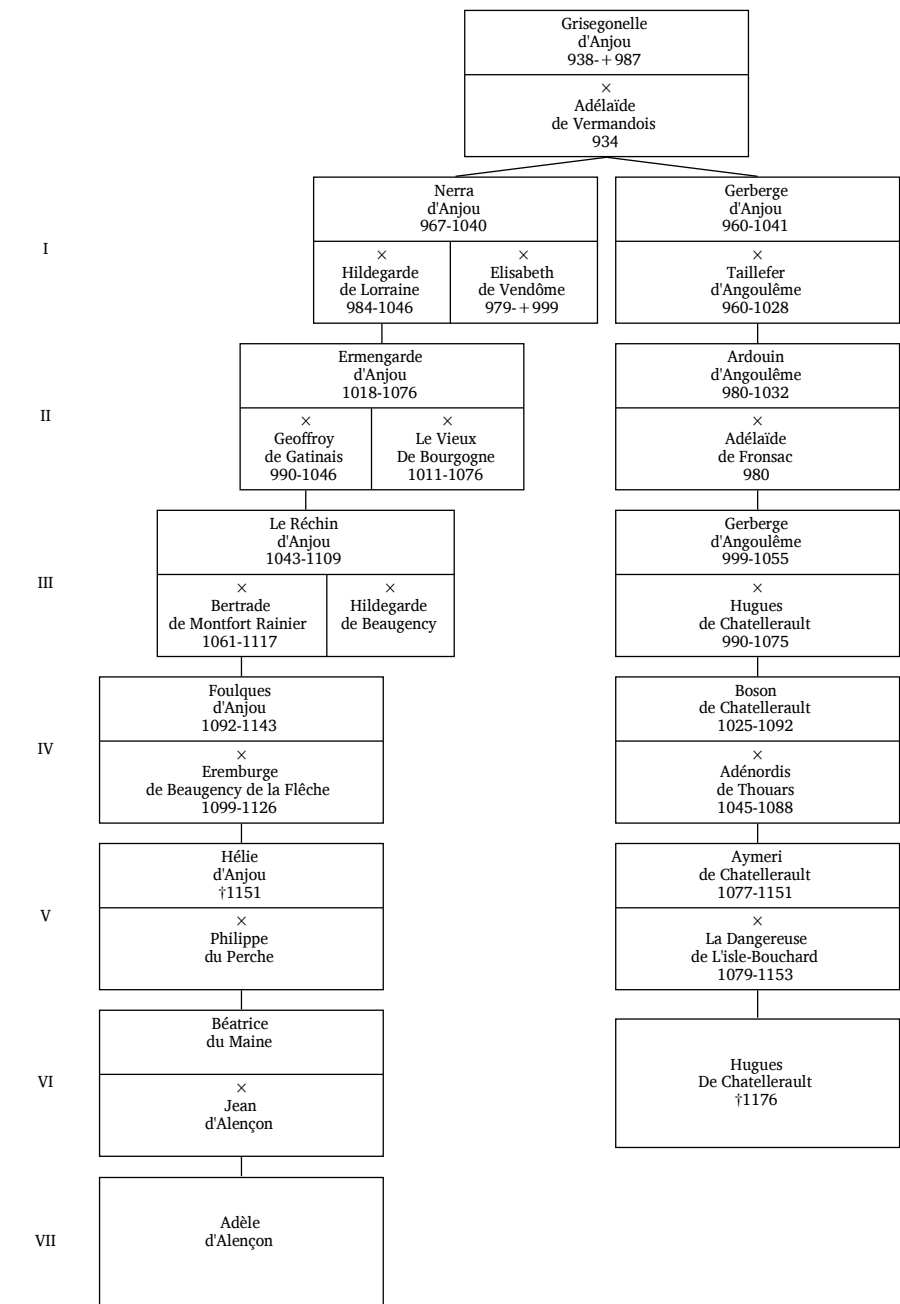 Grisegonelle
d'Anjou
938-+987
×
Adélaïde
de Vermandois
934
I
Nerra
d'Anjou
967-1040
×
Hildegarde
de Lorraine
984-1046
×
Elisabeth
de Vendôme
979-+999
Gerberge
d'Anjou
960-1041
×
Taillefer
d'Angoulême
960-1028
II
Ermengarde
d'Anjou
1018-1076
×
Geoffroy
de Gatinais
990-1046
×
Le Vieux
De Bourgogne
1011-1076
Ardouin
d'Angoulême
980-1032
×
Adélaïde
de Fronsac
980
III
Le Réchin
d'Anjou
1043-1109
×
Bertrade
de Montfort Rainier
1061-1117
×
Hildegarde
de Beaugency
Gerberge
d'Angoulême
999-1055
×
Hugues
de Chatellerault
990-1075
IV
Foulques
d'Anjou
1092-1143
×
Eremburge
de Beaugency de la Flêche
1099-1126
Boson
de Chatellerault
1025-1092
×
Adénordis
de Thouars
1045-1088
V
Hélie
d'Anjou
†1151
×
Philippe
du Perche
Aymeri
de Chatellerault
1077-1151
×
La Dangereuse
de L'isle-Bouchard
1079-1153
VI
Béatrice
du Maine
×
Jean
d'Alençon
Hugues
De Chatellerault
†1176
VII
Adèle
d'Alençon